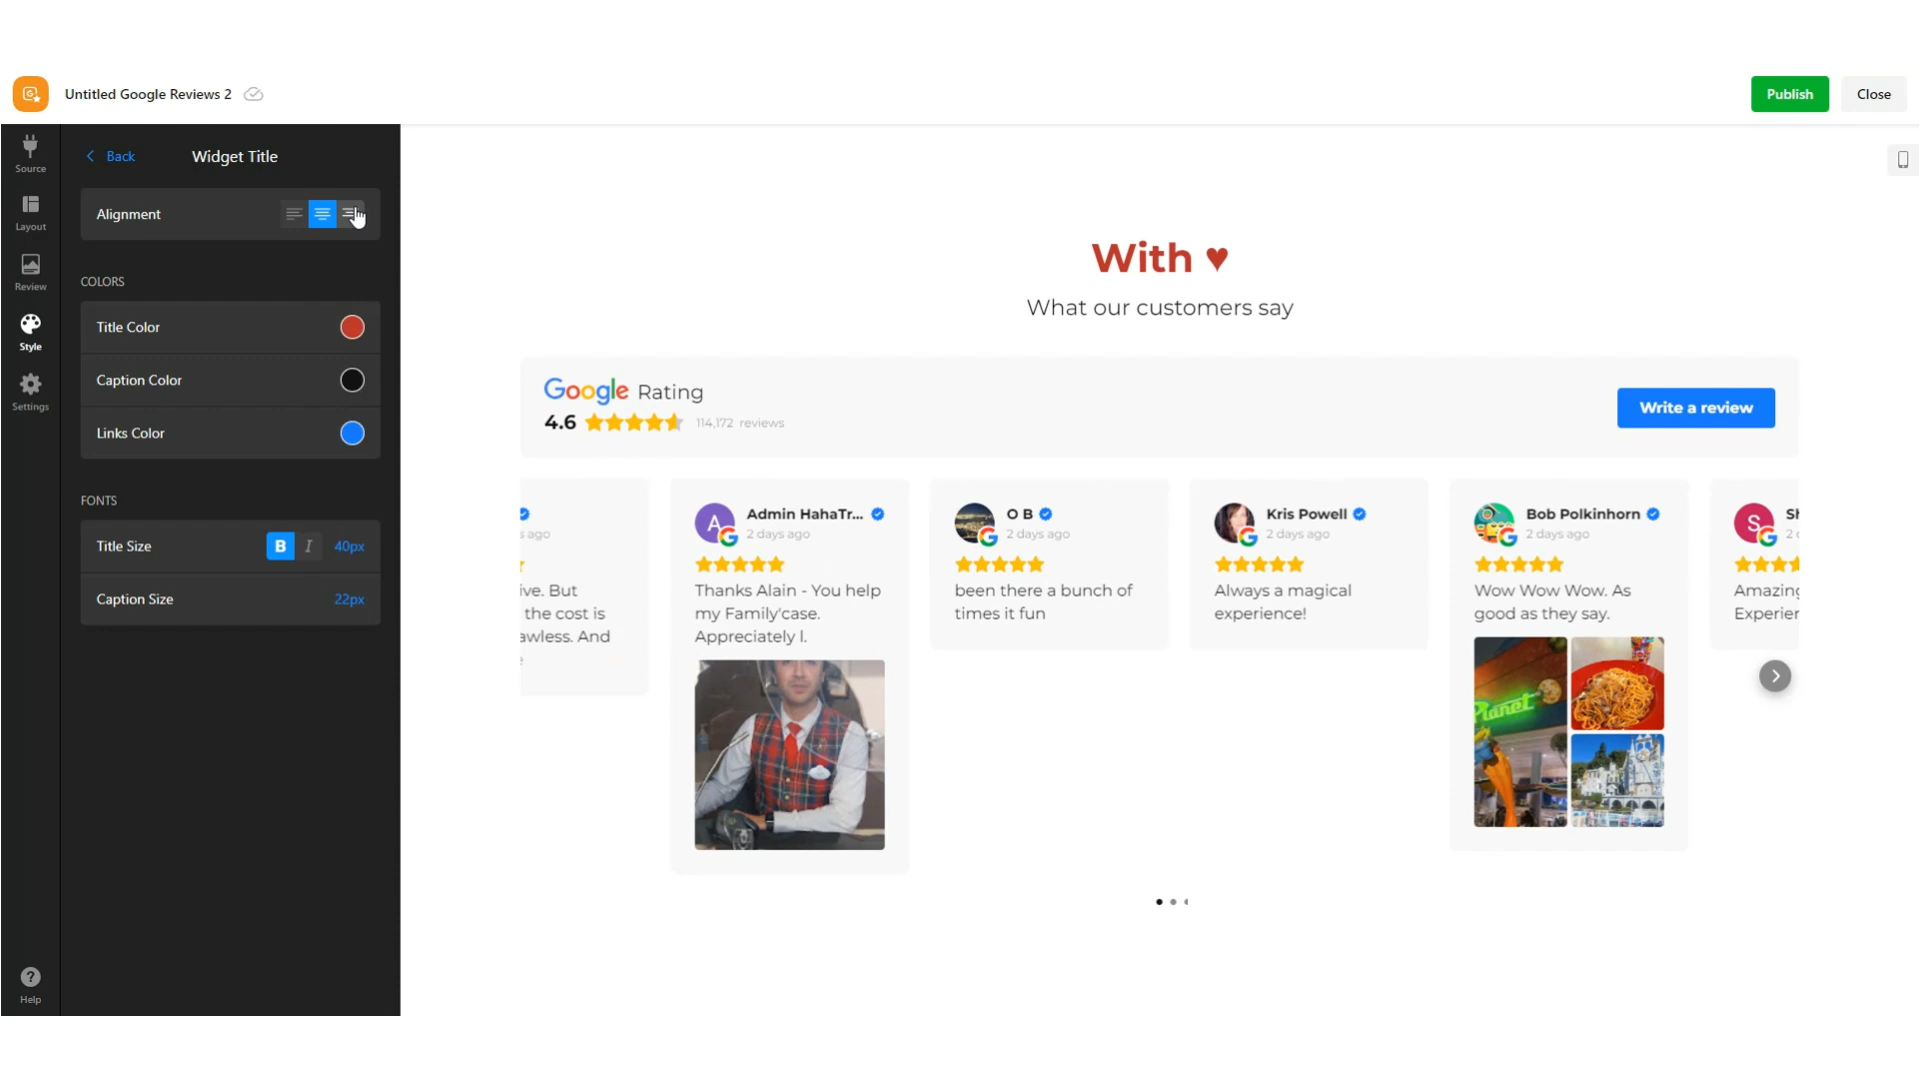 Untitled Google Reviews 2
Publish
Close
Source
Layout
Review
Style
Settings
Help
Back
Widget Title
Alignment
COLORS
Title Color
Caption Color
Links Color
FONTS
Title Size
B I 40px
Caption Size
22px
With ♥
What our customers say
Google Rating
4.6 114,172 reviews
Write a review
s ago
ive. But
the cost is
awless. And
e
A
Admin HahaTr...
2 days ago
Thanks Alain - You help
my Family'case.
Appreciately l.
O B
2 days ago
been there a bunch of
times it fun
Kris Powell
2 days ago
Always a magical
experience!
Bob Polkinhorn
2 days ago
Wow Wow Wow. As
good as they say.
Planet
S
Sh
2 d
Amazing
Experien